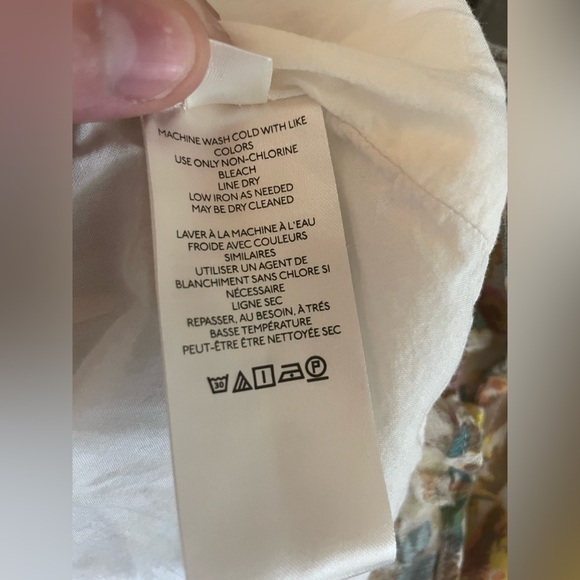 MACHINE WASH COLD WITH LIKE
COLORS
USE ONLY NON-CHLORINE
BLEACH
LINE DRY
LOW IRON AS NEEDED
MAY BE DRY CLEANED
LAVER À LA MACHINE À L'EAU
FROIDE AVEC COULEURS
SIMILAIRES
UTILISER UN AGENT DE
BLANCHIMENT SANS CHLORE SI
NÉCESSAIRE
LIGNE SEC
REPASSER, AU BESOIN, À TRÉS
BASSE TEMPÉRATURE
PEUT-ÊTRE ÊTRE NETTOYÉE SEC
30 P